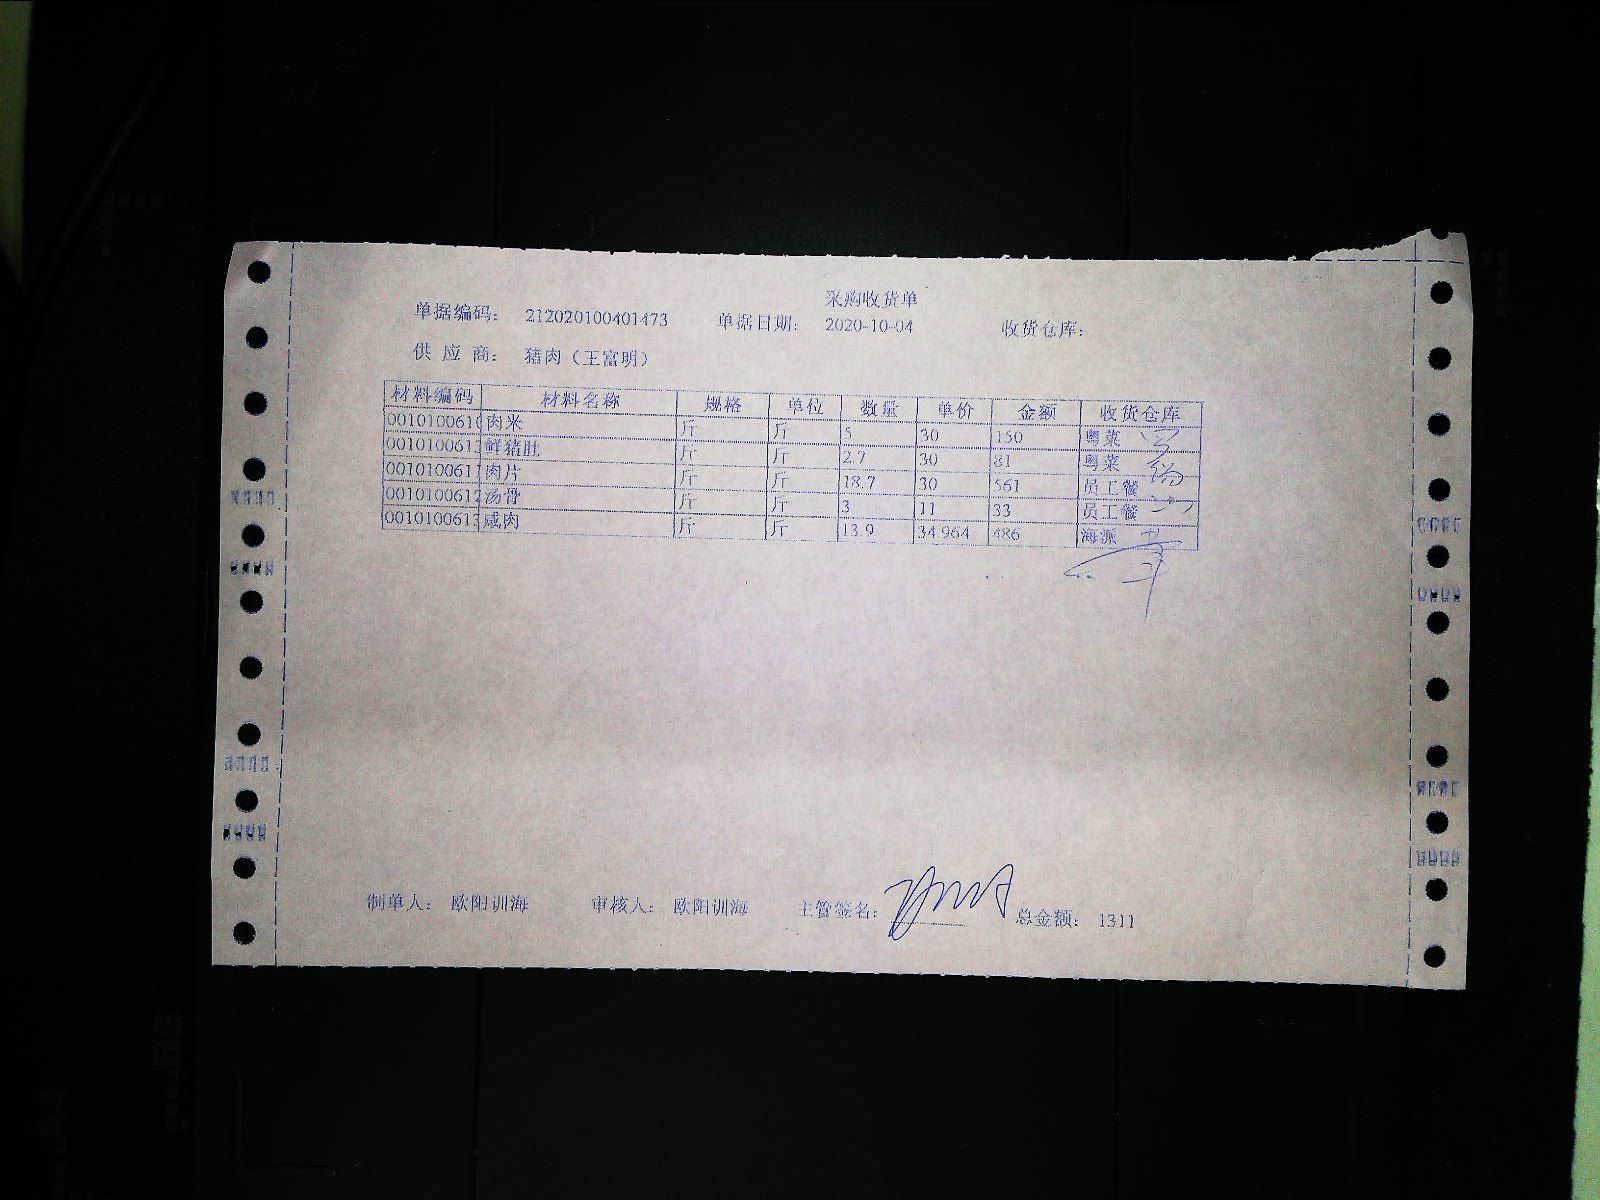 采购收货单
单据编码： 212020100401473 单据日期： 2020-10-04 收货仓库：
供 应 商： 猪肉（王富明）
材料编码 材料名称 规格 单位 数量 单价 金额 收货仓库
0010100610 肉米 斤 斤 5 30 150 粤菜
001010061 鲜猪肚 斤 斤 2.7 30 81 粤菜
001010061 肉片 斤 斤 18.7 30 561 员工餐
0010100612 汤骨 斤 斤 3 11 33 员工餐
001010061 咸肉 斤 斤 13.9 34.964 486 海派
制单人： 欧阳训海 审核人： 欧阳训海 主管签名： 总金额： 1311